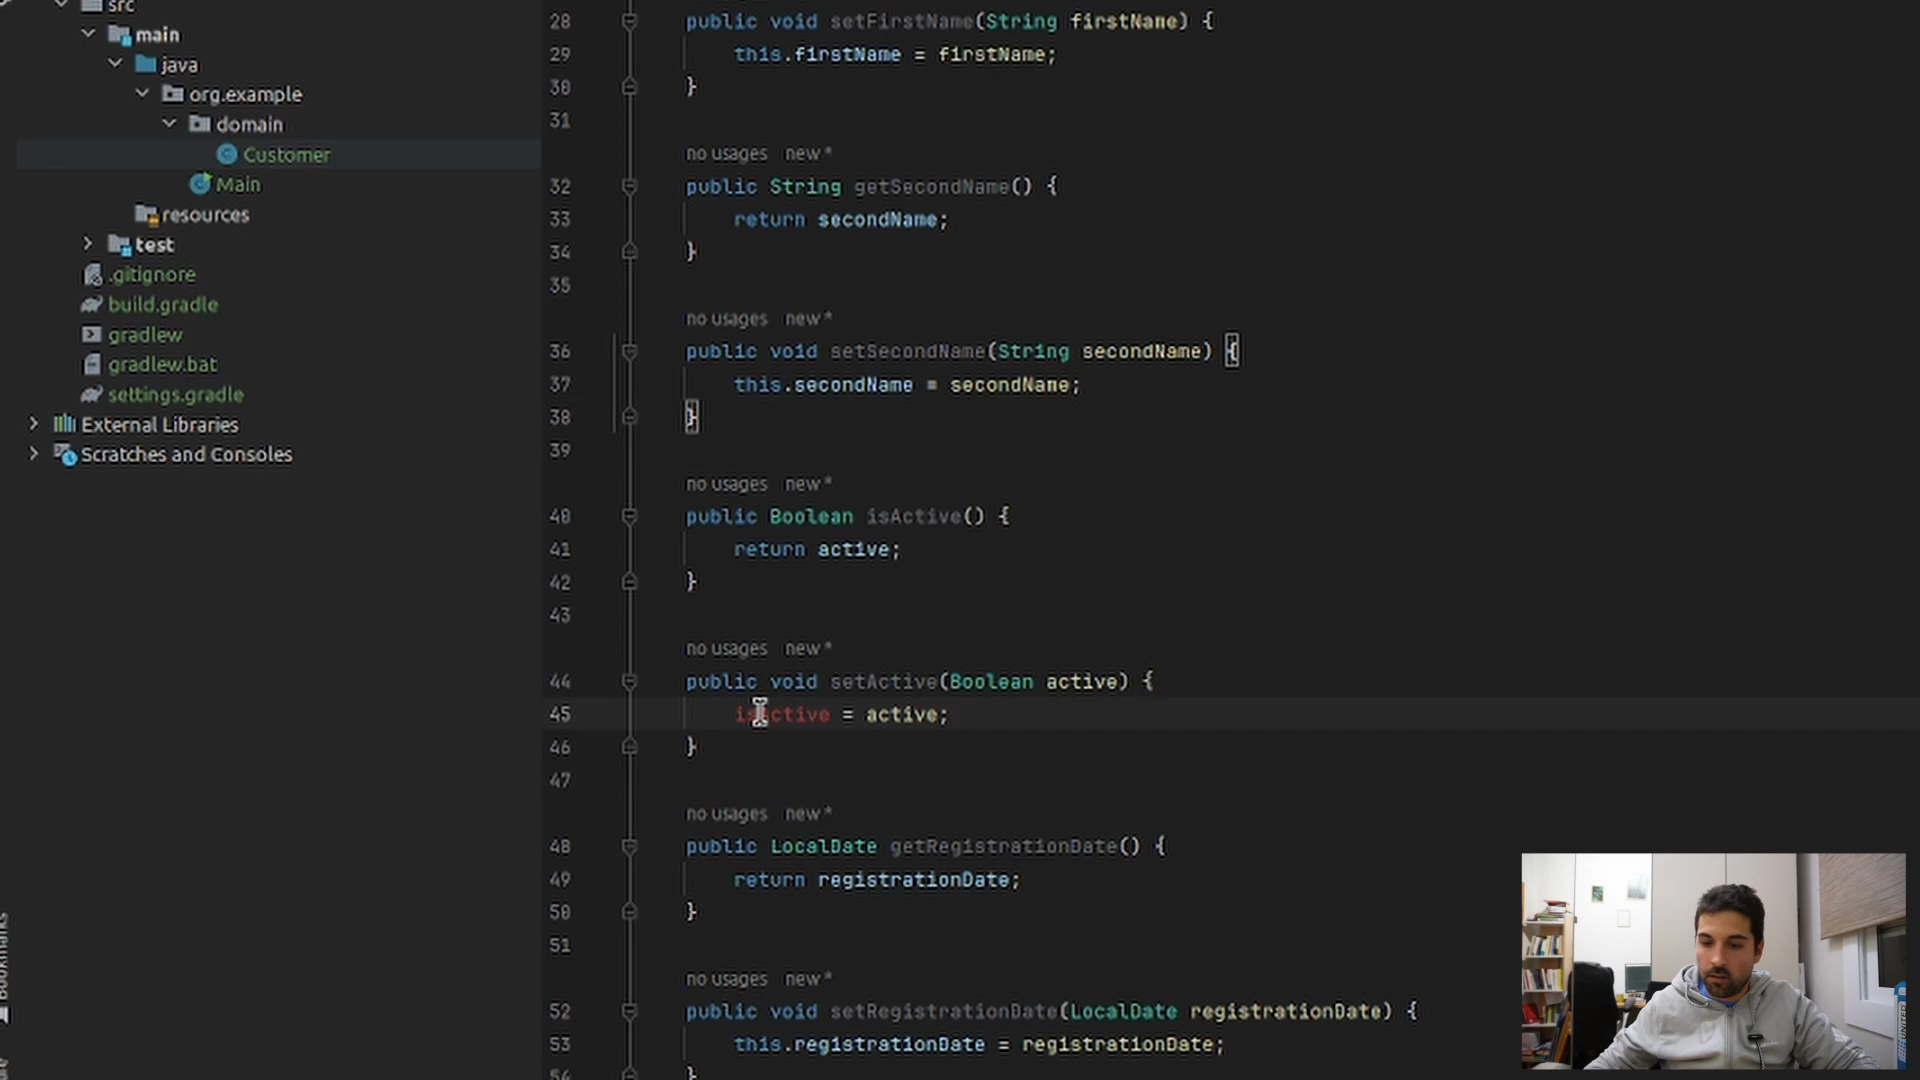 src
main
java
org.example
domain
Customer
Main
resources
test
.gitignore
build.gradle
gradlew
gradlew.bat
settings.gradle
External Libraries
Scratches and Consoles
Bookmarks
28 public void setFirstName(String firstName) {
29 this.firstName = firstName;
30 }
31
no usages new *
32 public String getSecondName() {
33 return secondName;
34 }
35
no usages new *
36 public void setSecondName(String secondName) {
37 this.secondName = secondName;
38 }
39
no usages new *
40 public Boolean isActive() {
41 return active;
42 }
43
no usages new *
44 public void setActive(Boolean active) {
45 isActive = active;
46 }
47
no usages new *
48 public LocalDate getRegistrationDate() {
49 return registrationDate;
50 }
51
no usages new *
52 public void setRegistrationDate(LocalDate registrationDate) {
53 this.registrationDate = registrationDate;
54 }